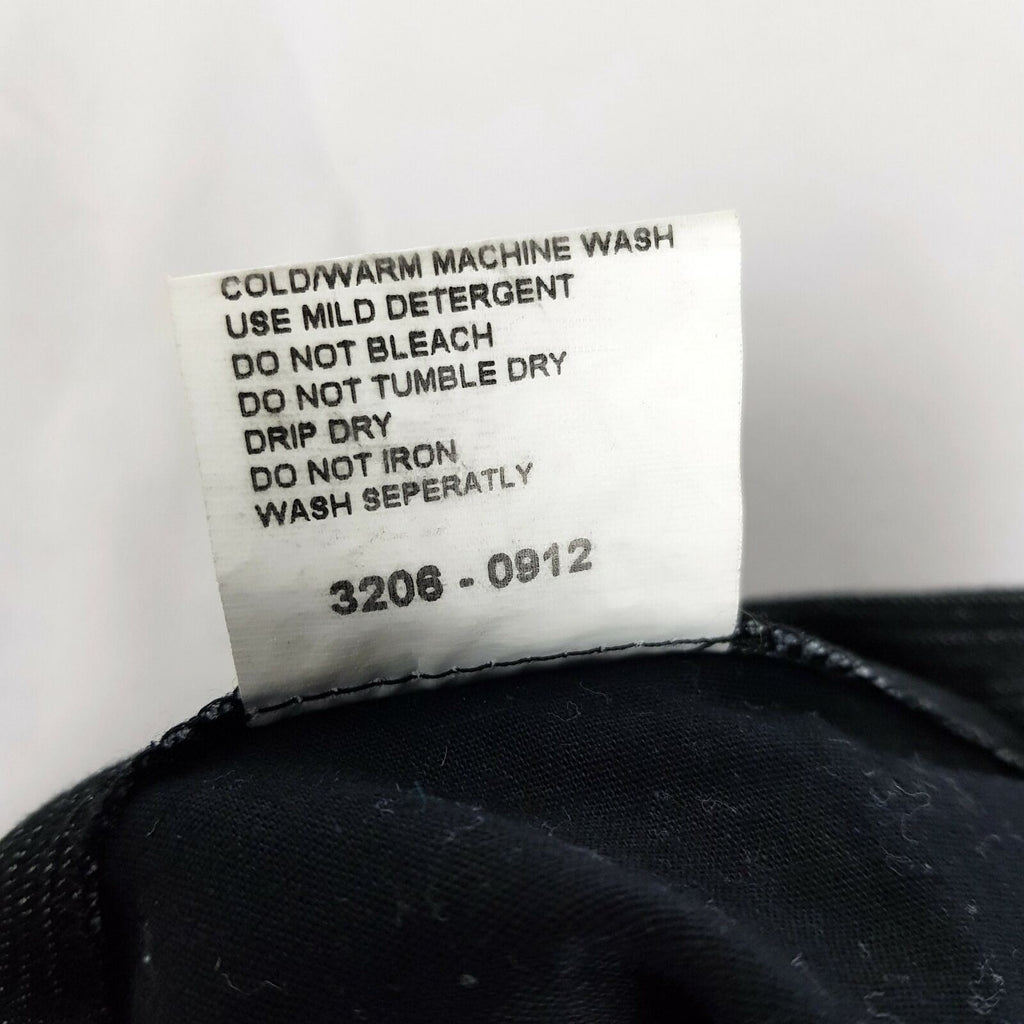 COLD/WARM MACHINE WASH
USE MILD DETERGENT
DO NOT BLEACH
DO NOT TUMBLE DRY
DRIP DRY
DO NOT IRON
WASH SEPERATLY
3206 - 0912